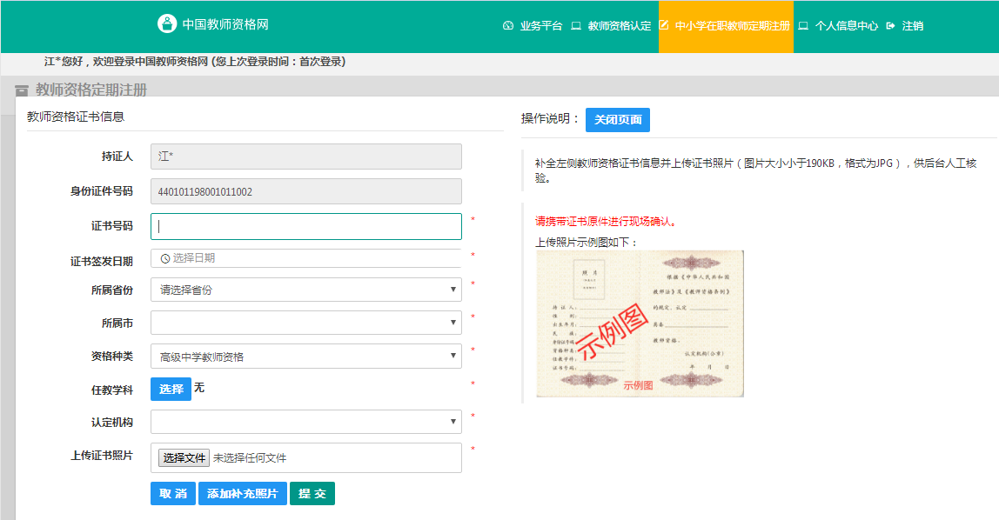 中国教师资格网
业务平台 教师资格认定 中小学在职教师定期注册 个人信息中心 注销
江*您好，欢迎登录中国教师资格网 (您上次登录时间：首次登录)
教师资格定期注册
教师资格证书信息
持证人 江*
身份证件号码 440101198001011002
证书号码 *
证书签发日期 选择日期 *
所属省份 请选择省份 *
所属市 *
资格种类 高级中学教师资格 *
任教学科 选择 无 *
认定机构 *
上传证书照片 选择文件 未选择任何文件 *
取 消 添加补充照片 提 交
操作说明： 关闭页面
补全左侧教师资格证书信息并上传证书照片（图片大小小于190KB，格式为JPG），供后台人工核
验。
请携带证书原件进行现场确认。
上传照片示例图如下：
照 片
持 证 人：
性 别：
出生年月：
民 族：
身份证号码：
资格种类：
任教学科：
证书号码：
根据《中华人民共和国
教师法》及《教师资格条例》
的规定，认定
具备
教师资格。
认定机构(公章)
年 月 日
示例图
示例图